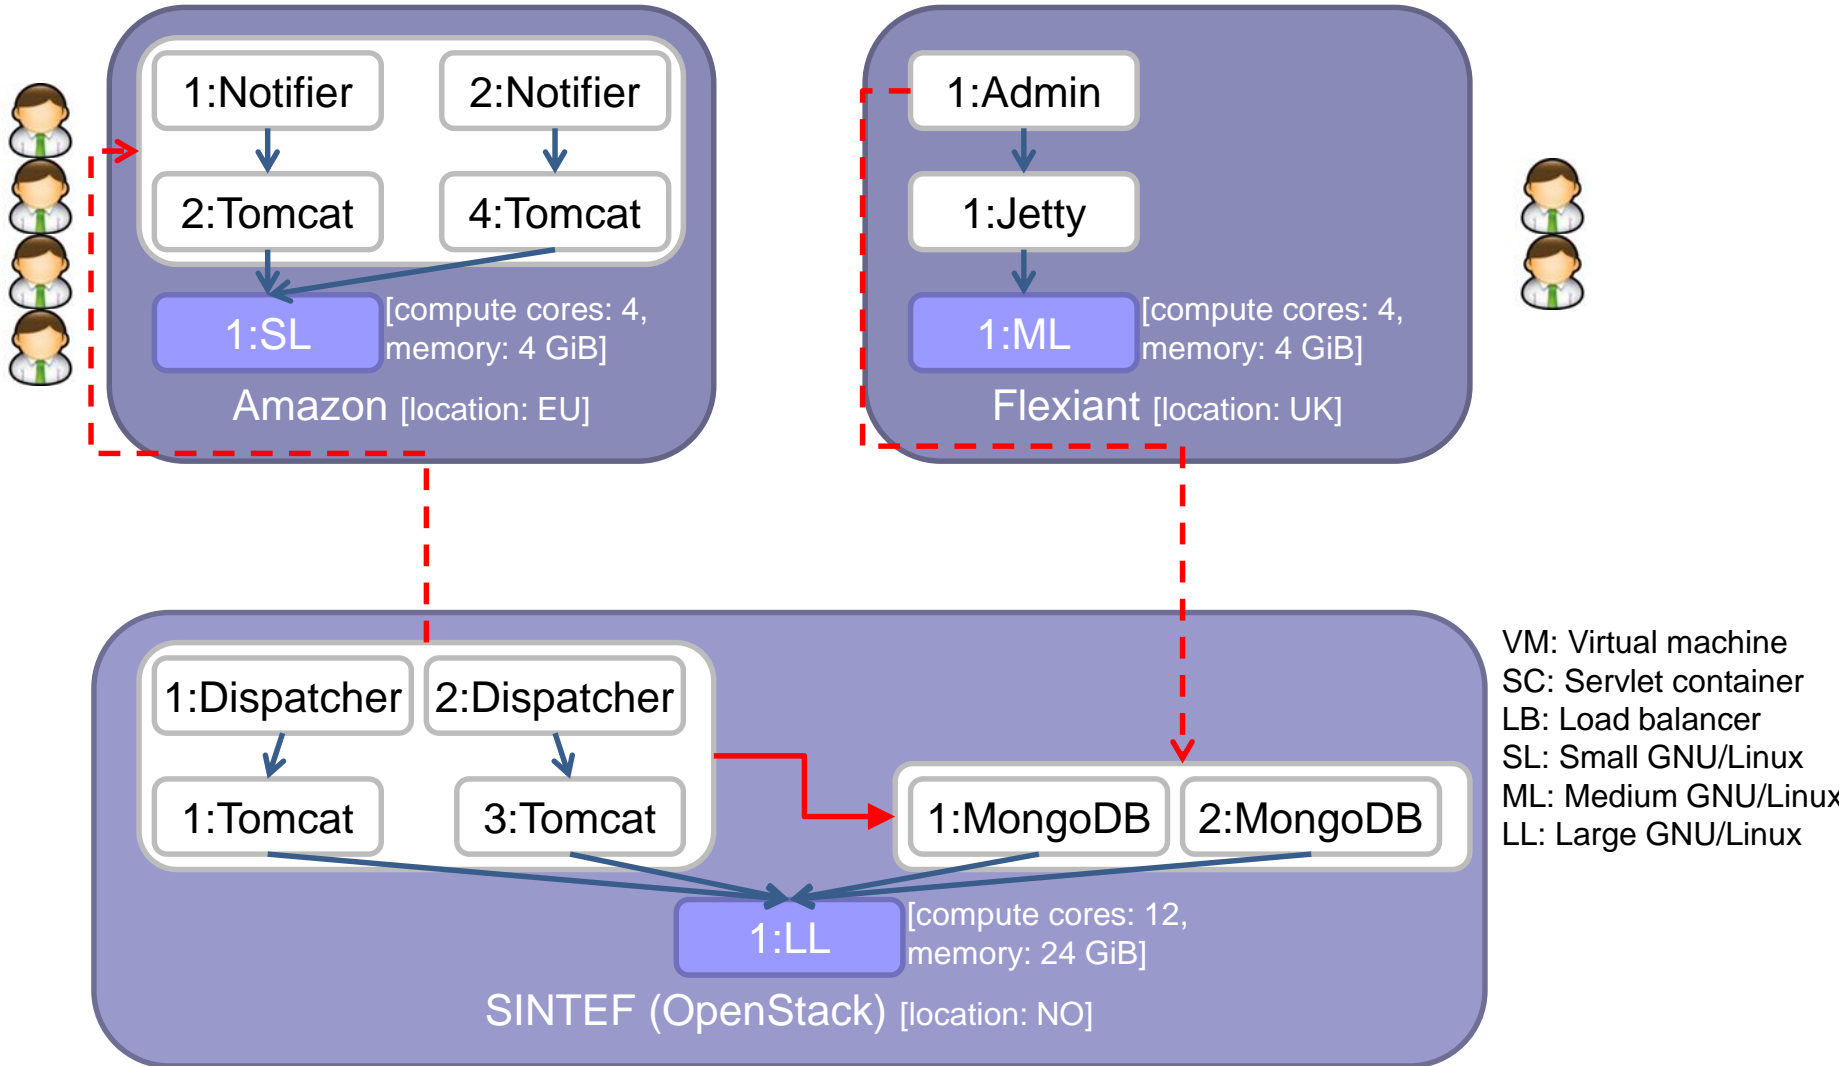 1:Notifier
2:Notifier
2:Tomcat
4:Tomcat
1:SL
[compute cores: 4,
memory: 4 GiB]
Amazon [location: EU]
1:Admin
1:Jetty
1:ML
[compute cores: 4,
memory: 4 GiB]
Flexiant [location: UK]
1:Dispatcher
2:Dispatcher
1:Tomcat
3:Tomcat
1:MongoDB
2:MongoDB
1:LL
[compute cores: 12,
memory: 24 GiB]
SINTEF (OpenStack) [location: NO]
VM: Virtual machine
SC: Servlet container
LB: Load balancer
SL: Small GNU/Linux
ML: Medium GNU/Linux
LL: Large GNU/Linux